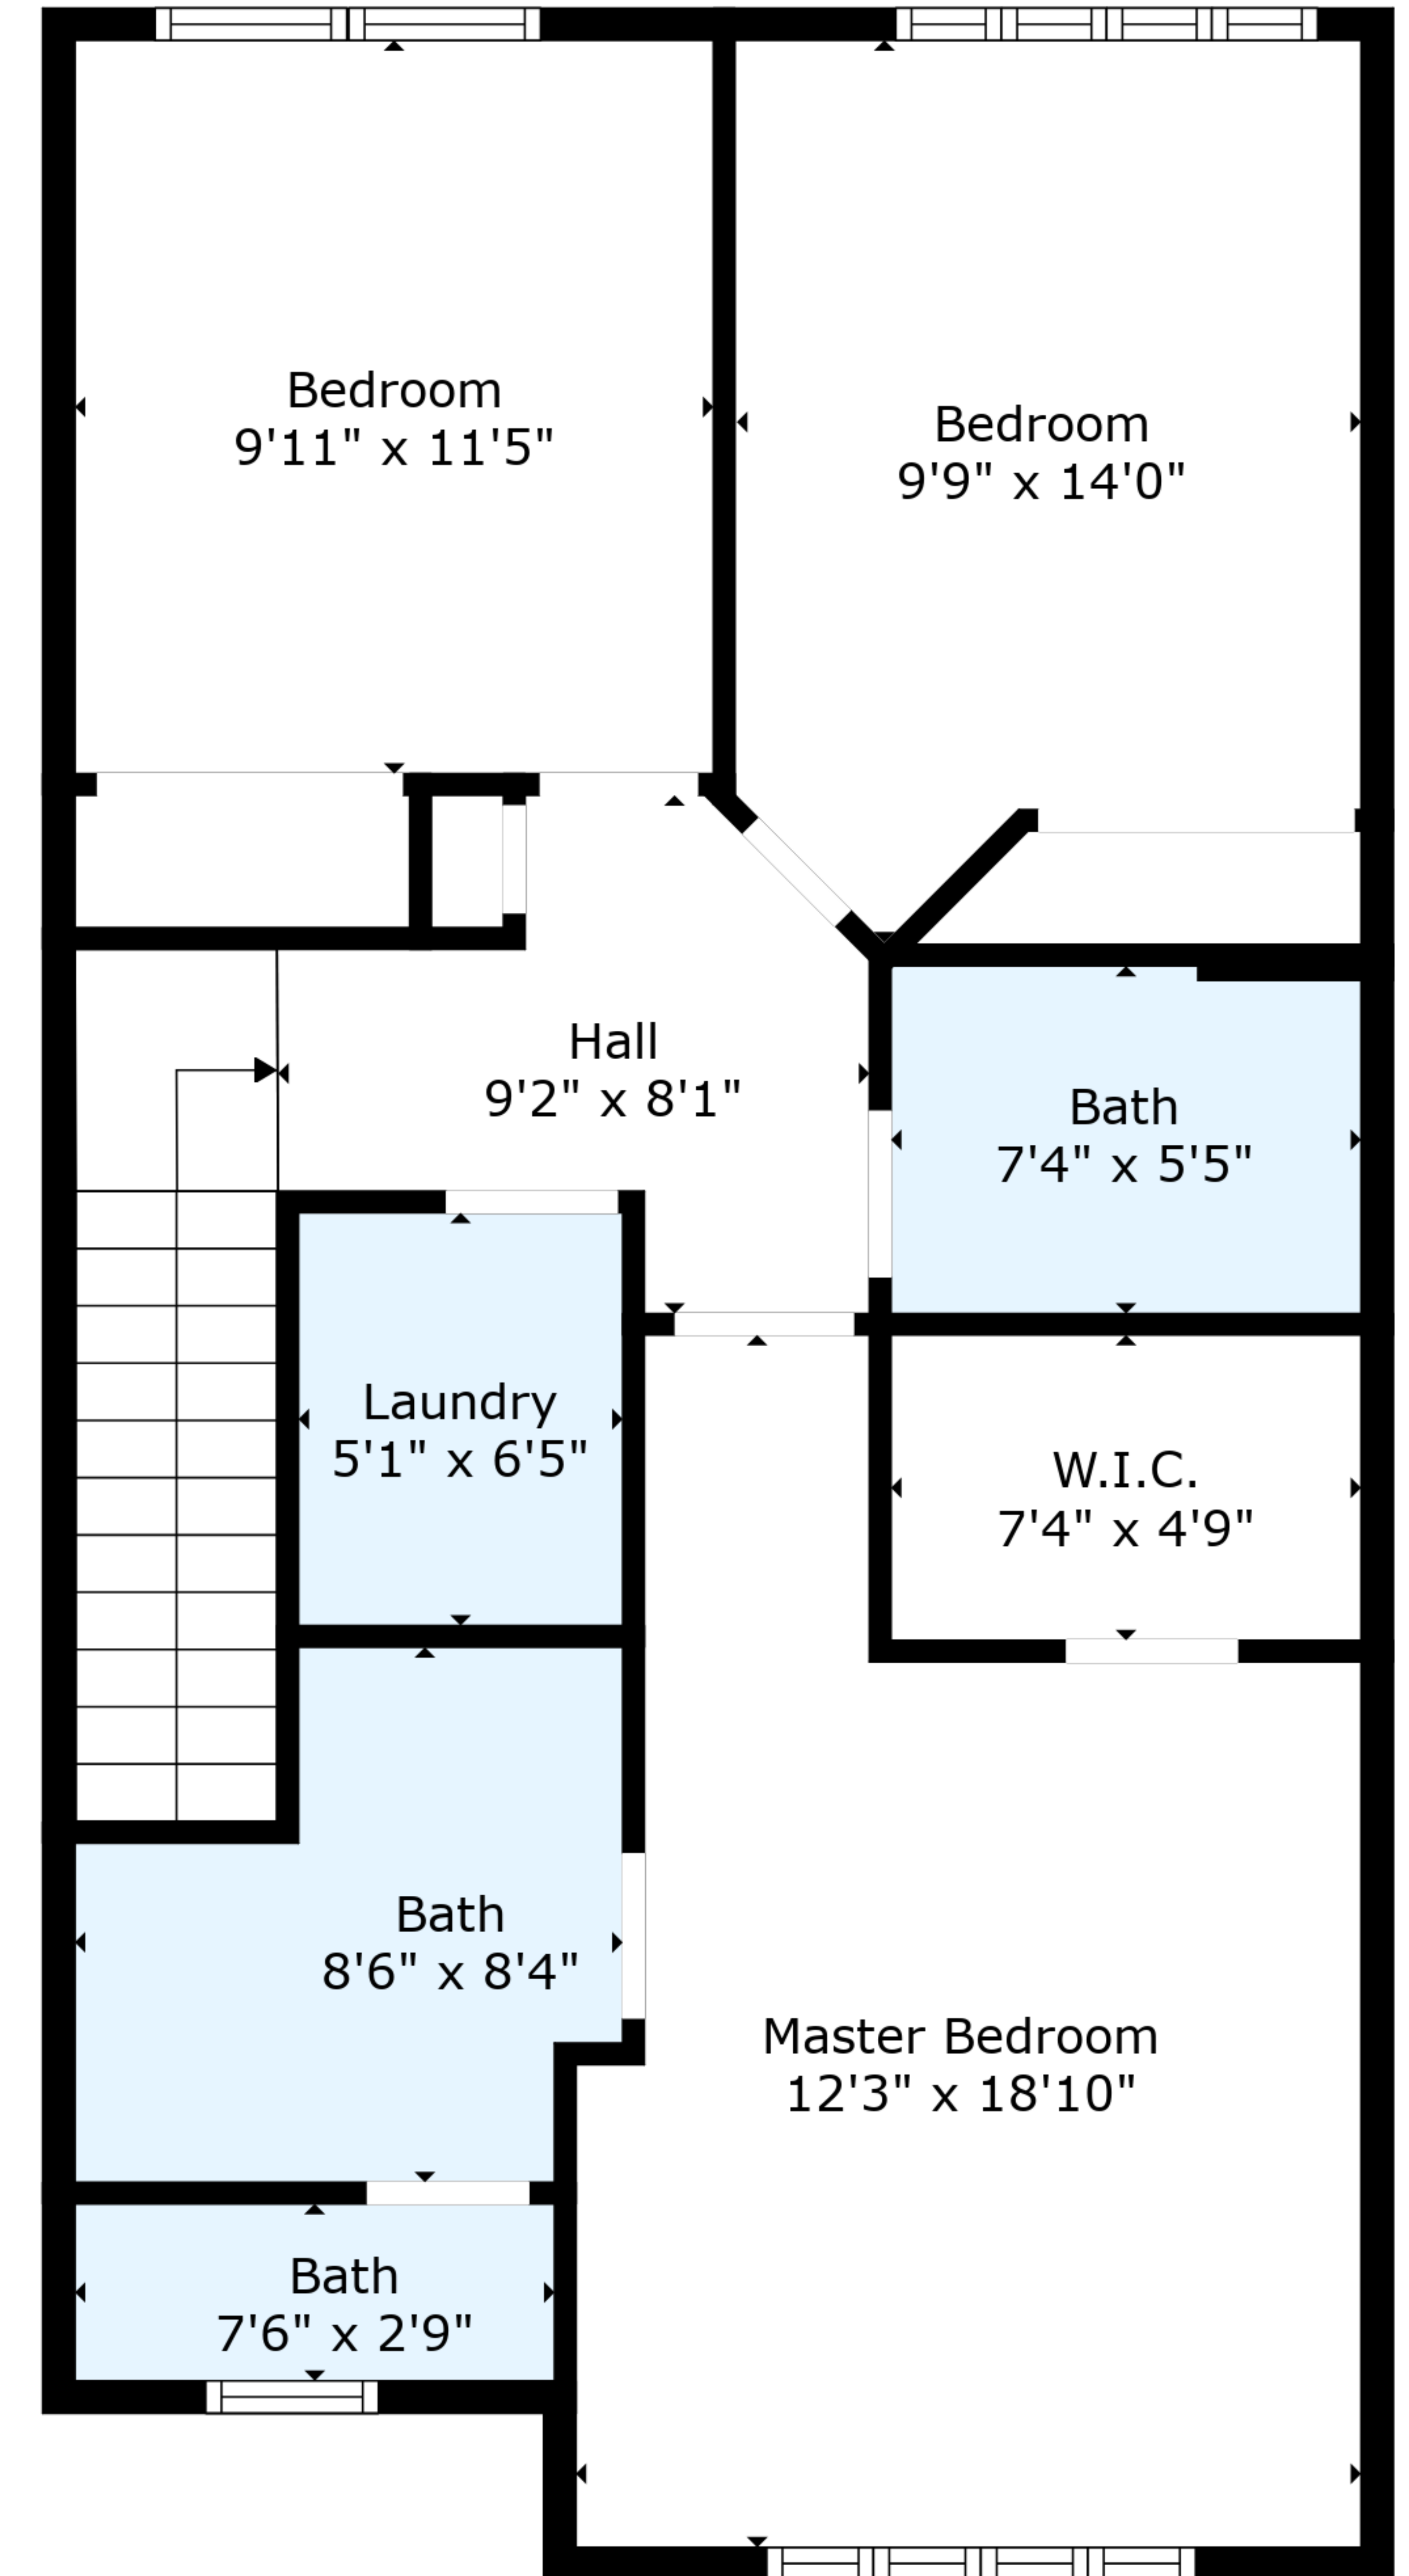 Bedroom
9'11" x 11'5"
Bedroom
9'9" x 14'0"
Hall
9'2" x 8'1"
Bath
7'4" x 5'5"
Laundry
5'1" x 6'5"
W.I.C.
7'4" x 4'9"
Bath
8'6" x 8'4"
Master Bedroom
12'3" x 18'10"
Bath
7'6" x 2'9"